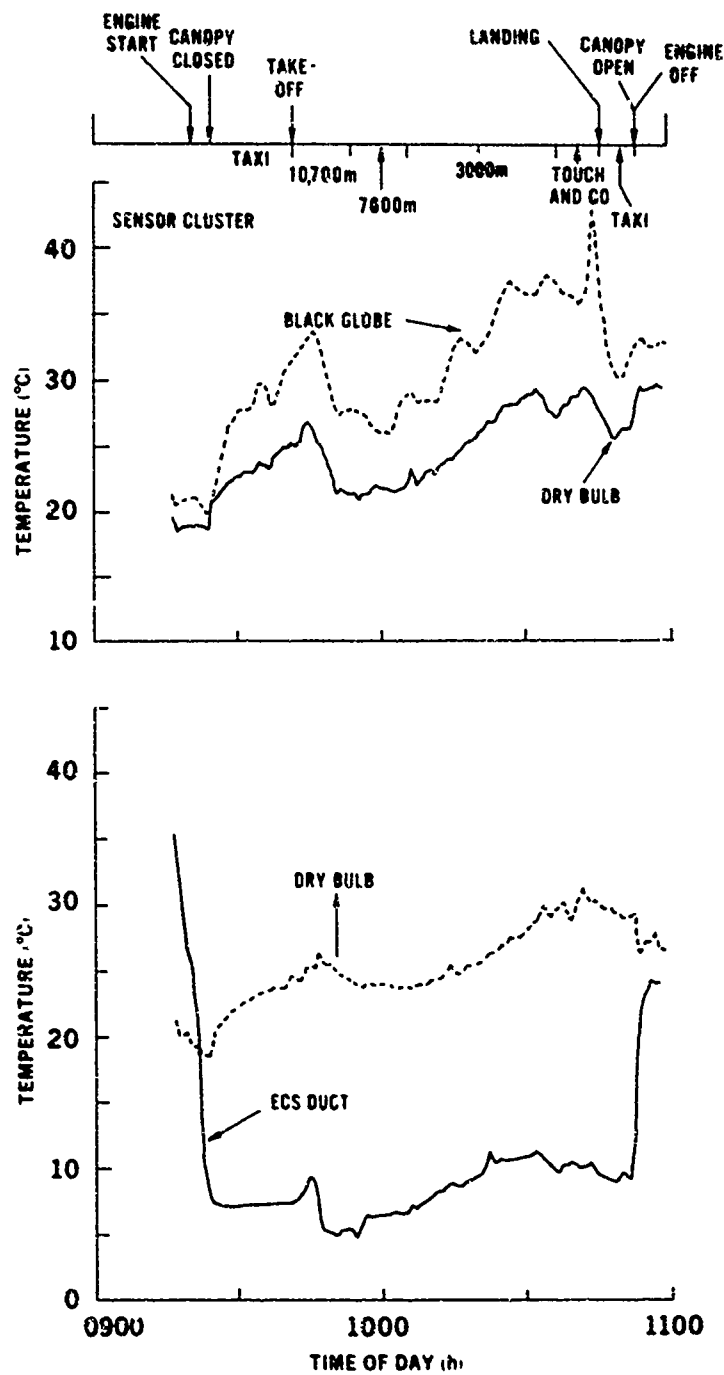 ENGINE
START
CANOPY
CLOSED
TAKE-
OFF
LANDING
CANOPY
OPEN
ENGINE
OFF
TAXI
10,700m
7600m
3000m
TOUCH
AND GO
TAXI
SENSOR CLUSTER
40
30
20
10
TEMPERATURE (°C)
BLACK GLOBE
DRY BULB
40
30
20
10
0
TEMPERATURE (°C)
DRY BULB
ECS DUCT
0900
1000
1100
TIME OF DAY (h)